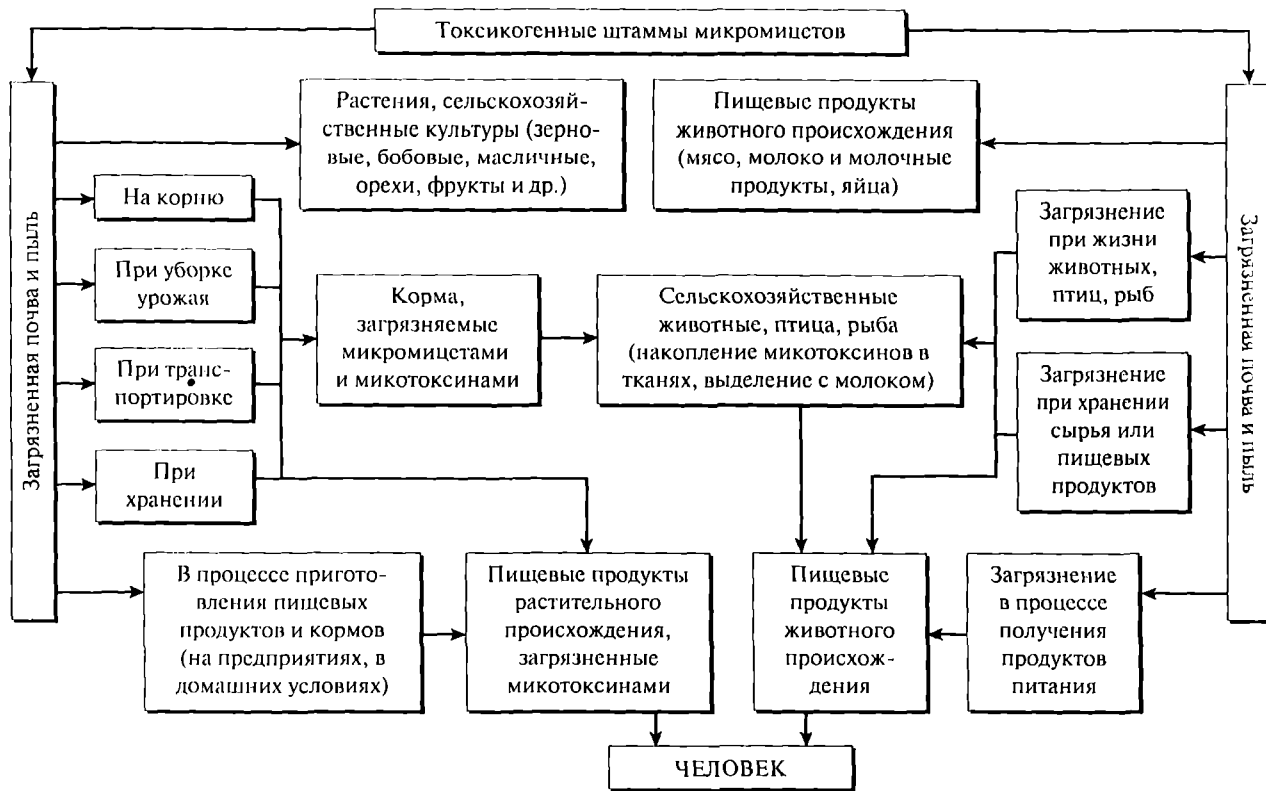 Токсикогенные штаммы микромицетов
Загрязненная почва и пыль
Растения, сельскохозяй-
ственные культуры (зерно-
вые, бобовые, масличные,
орехи, фрукты и др.)
Пищевые продукты
животного происхождения
(мясо, молоко и молочные
продукты, яйца)
Загрязненная почва и пыль
На корню
При уборке
урожая
При транс-
портировке
При
хранении
Корма,
загрязняемые
микромицетами
и микотоксинами
Сельскохозяйственные
животные, птица, рыба
(накопление микотоксинов в
тканях, выделение с молоком)
Загрязнение
при жизни
животных,
птиц, рыб
Загрязнение
при хранении
сырья или
пищевых
продуктов
В процессе приго­то-
вления пищевых
продуктов и кормов
(на предприятиях, в
домашних условиях)
Пищевые продукты
растительного
происхождения,
загрязненные
микотоксинами
Пищевые
продукты
животного
происхож-
дения
Загрязнение
в процессе
получения
продуктов
питания
ЧЕЛОВЕК